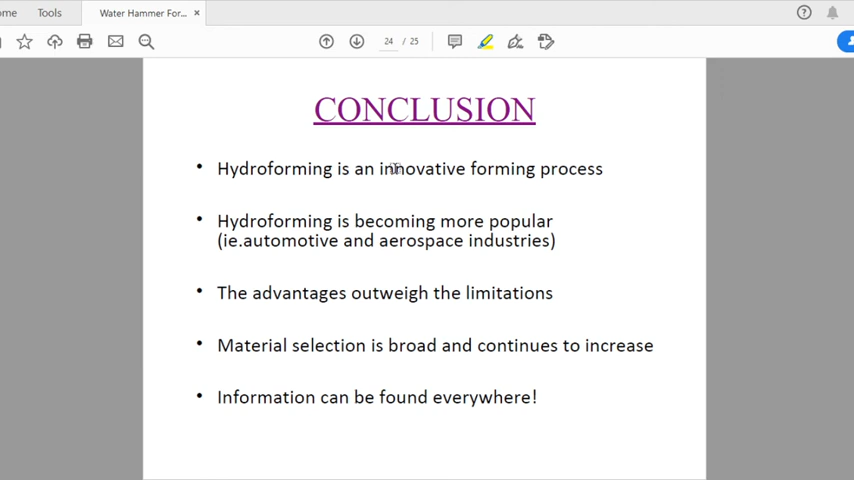 ome Tools Water Hammer For... ×
24 / 25
CONCLUSION
• Hydroforming is an innovative forming process
• Hydroforming is becoming more popular
(ie.automotive and aerospace industries)
• The advantages outweigh the limitations
• Material selection is broad and continues to increase
• Information can be found everywhere!